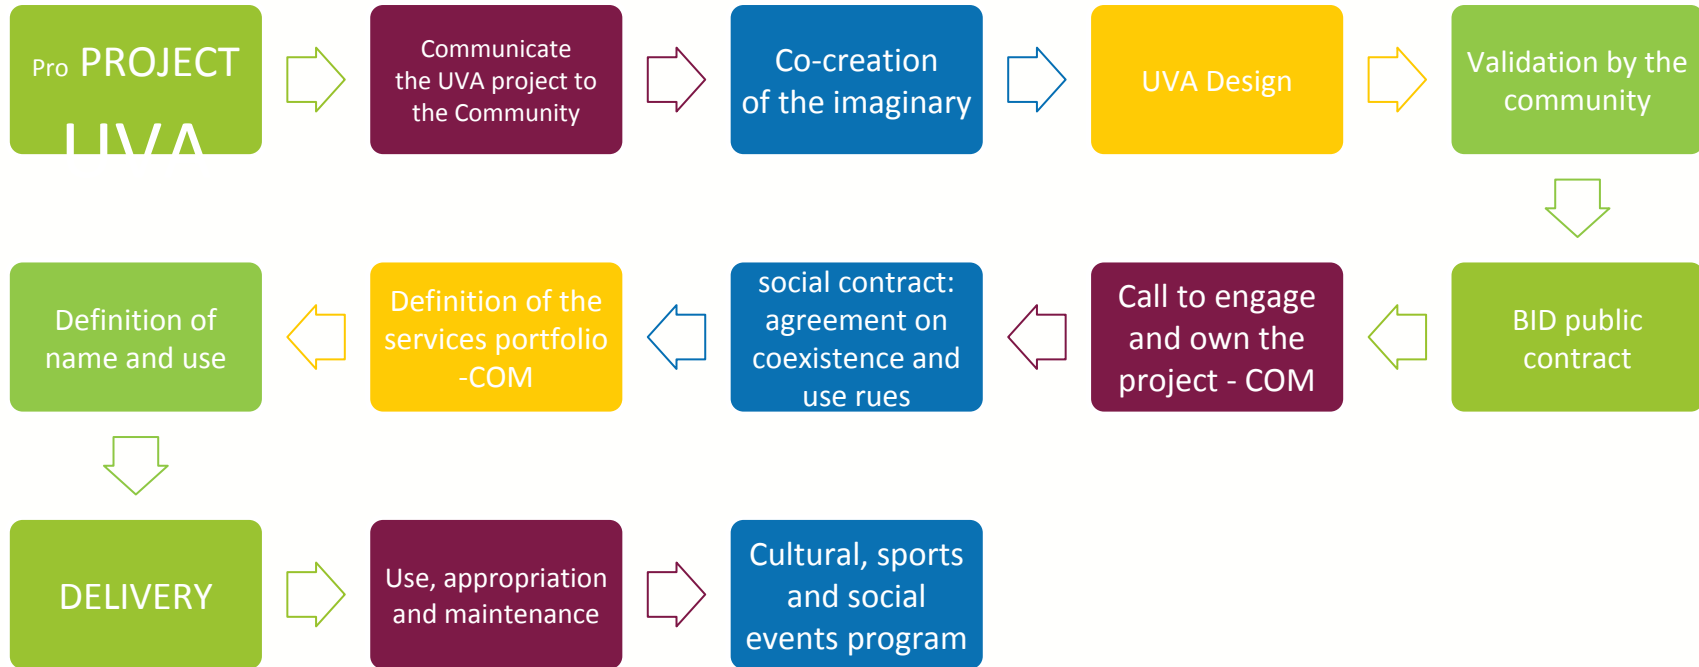 Pro PROJECT
UVA
Communicate
the UVA project to
the Community
Co-creation
of the imaginary
UVA Design
Validation by the
community
BID public
contract
Call to engage
and own the
project - COM
social contract:
agreement on
coexistence and
use rues
Definition of the
services portfolio
-COM
Definition of
name and use
DELIVERY
Use, appropriation
and maintenance
Cultural, sports
and social
events program